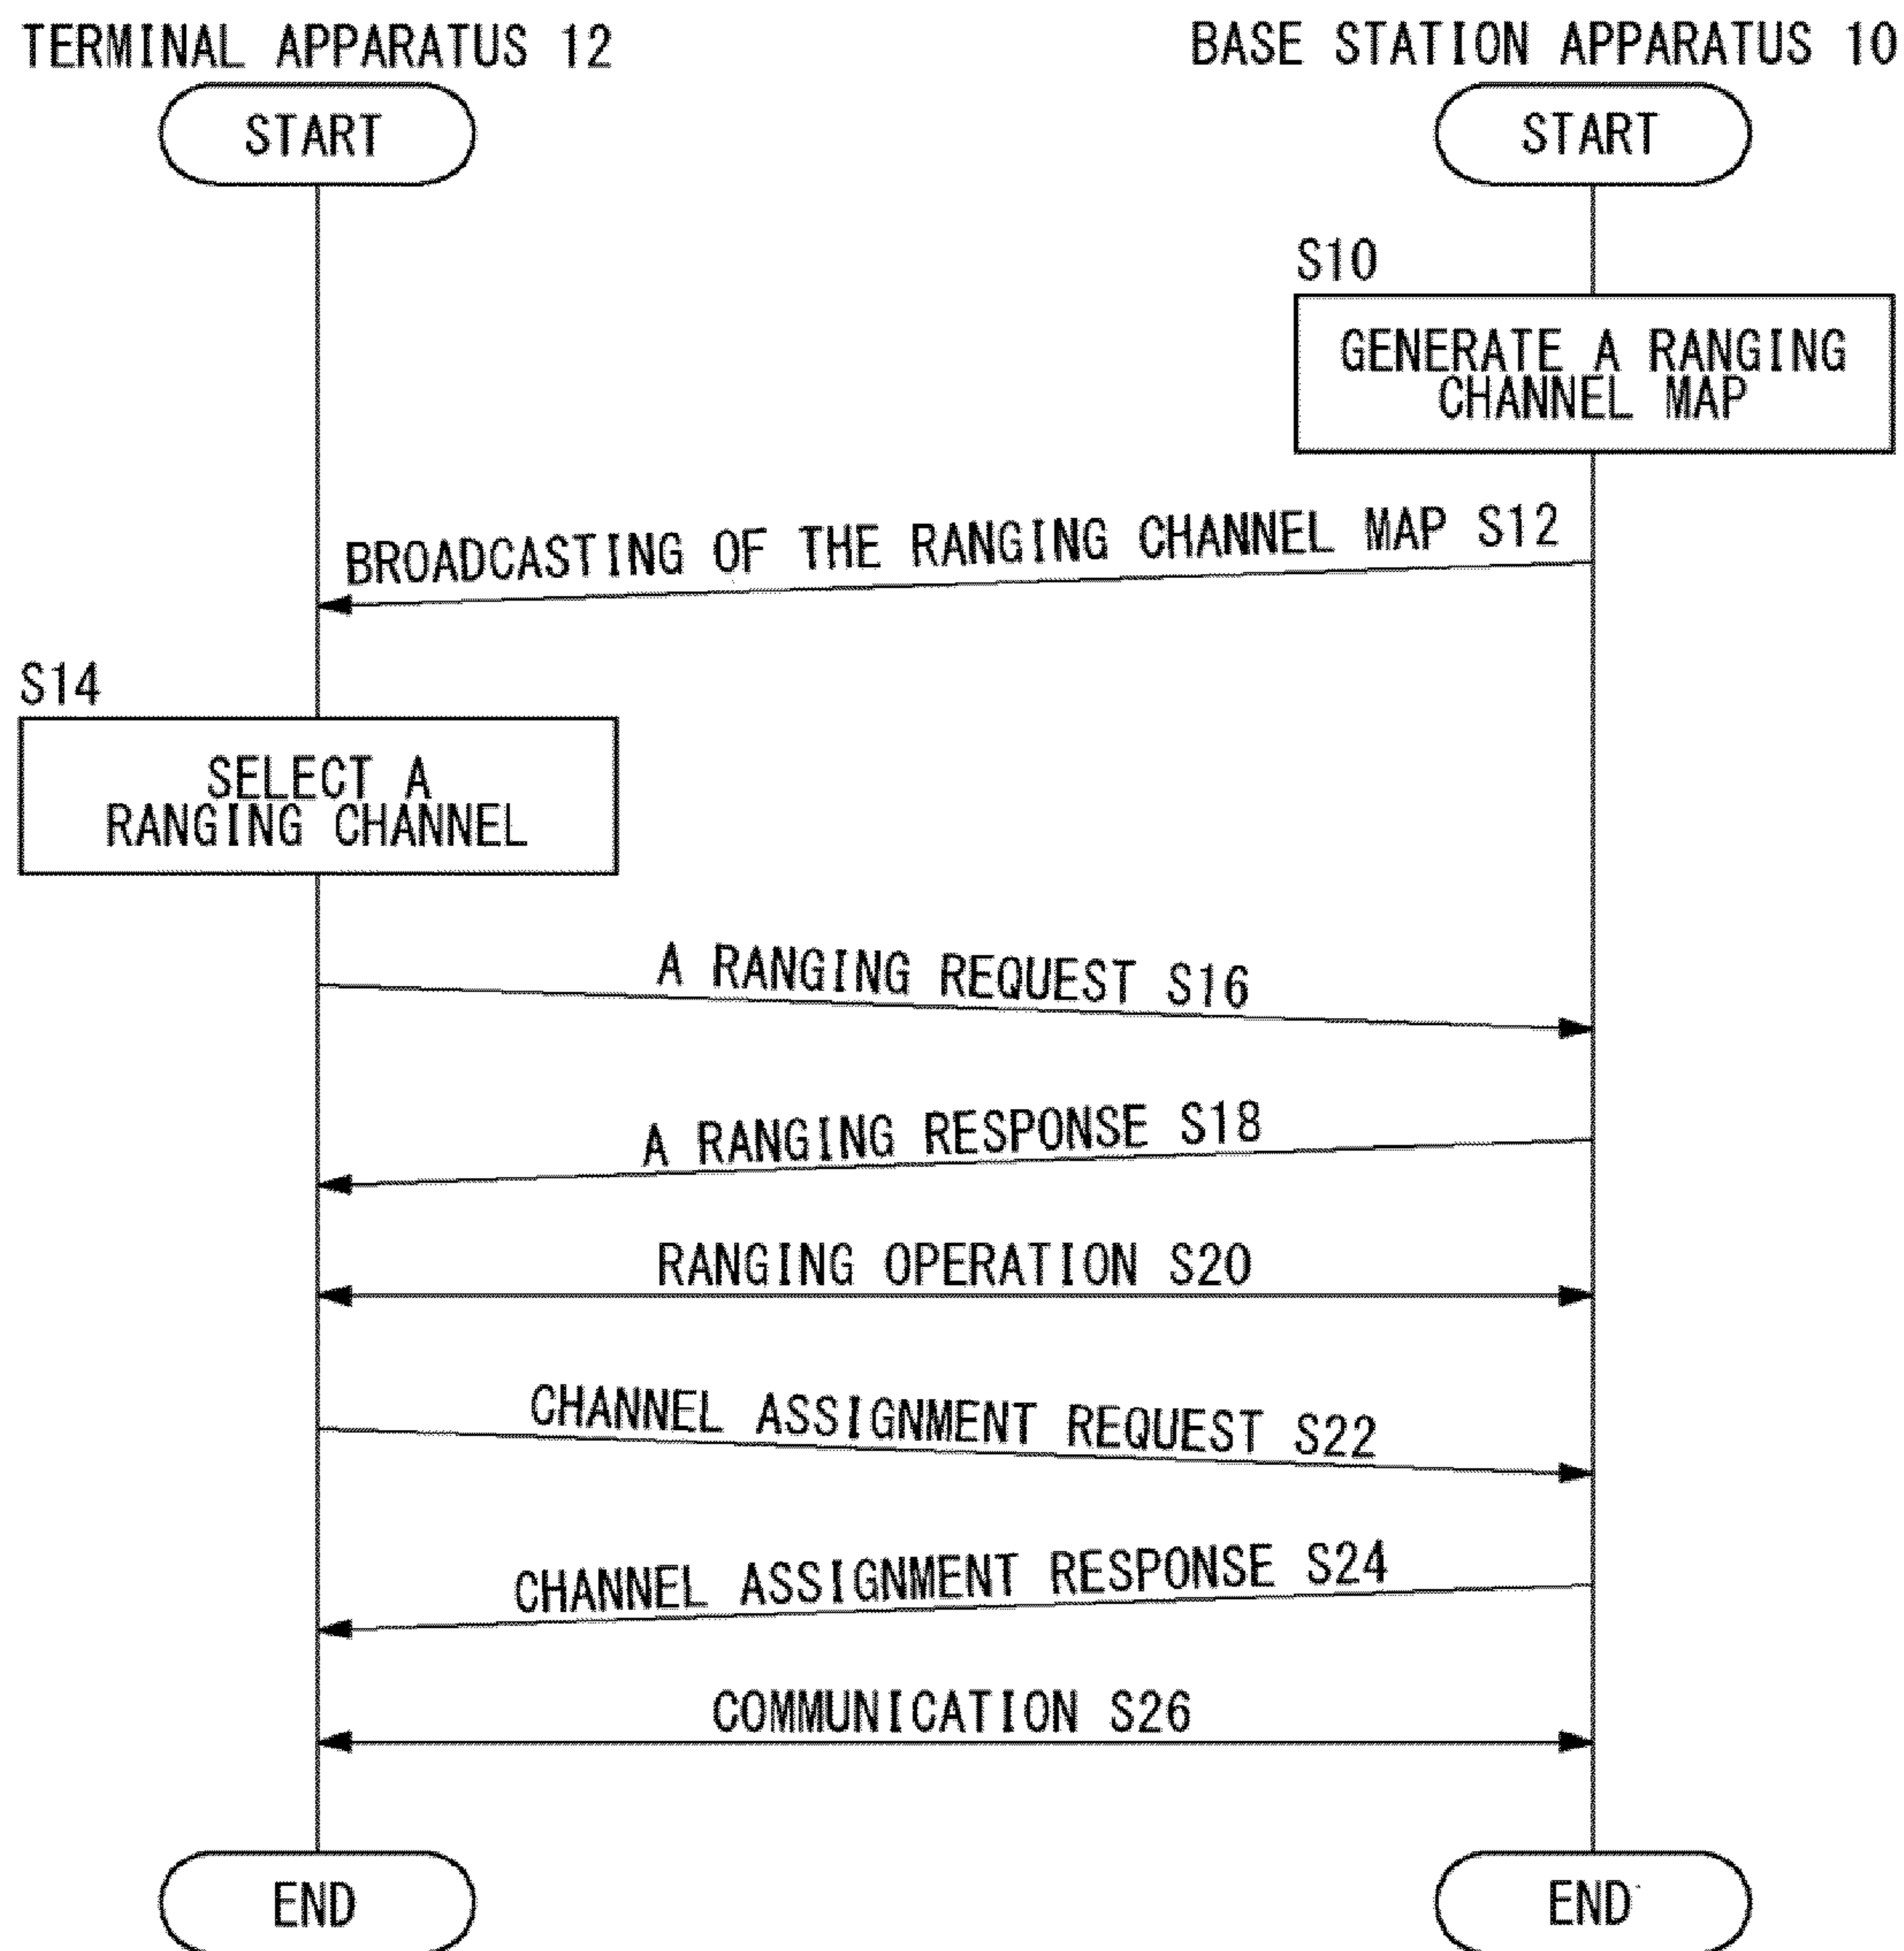 TERMINAL APPARATUS 12
BASE STATION APPARATUS 10
START
START
S10
GENERATE A RANGING
CHANNEL MAP
BROADCASTING OF THE RANGING CHANNEL MAP S12
S14
SELECT A
RANGING CHANNEL
A RANGING REQUEST S16
A RANGING RESPONSE S18
RANGING OPERATION S20
CHANNEL ASSIGNMENT REQUEST S22
CHANNEL ASSIGNMENT RESPONSE S24
COMMUNICATION S26
END
END